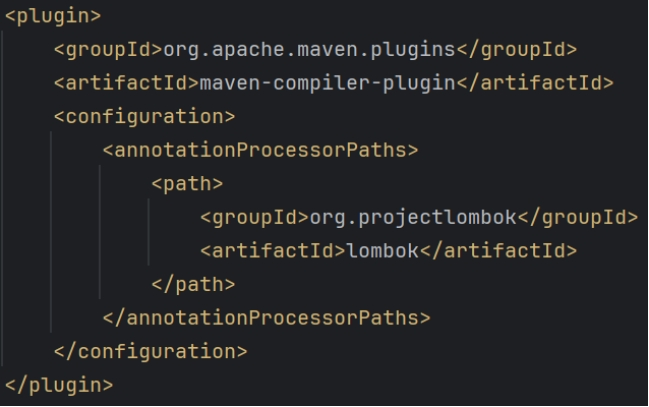 <plugin>
<groupId>org.apache.maven.plugins</groupId>
<artifactId>maven-compiler-plugin</artifactId>
<configuration>
<annotationProcessorPaths>
<path>
<groupId>org.projectlombok</groupId>
<artifactId>lombok</artifactId>
</path>
</annotationProcessorPaths>
</configuration>
</plugin>